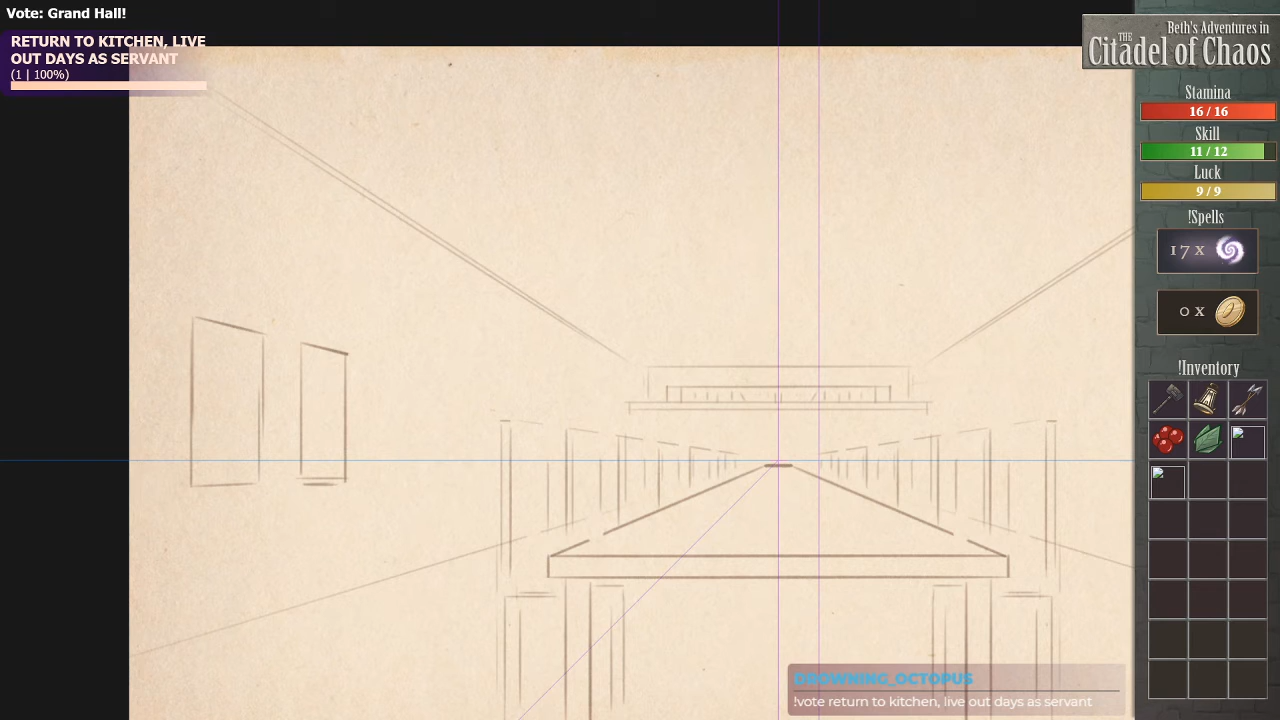 Vote: Grand Hall!
RETURN TO KITCHEN, LIVE
OUT DAYS AS SERVANT
(1 | 100%)
Beth's Adventures in
THE
Citadel of Chaos
Stamina
16 / 16
Skill
11 / 12
Luck
9 / 9
!Spells
17 x
0 x
!Inventory
DROWNING_OCTOPUS
!vote return to kitchen, live out days as servant